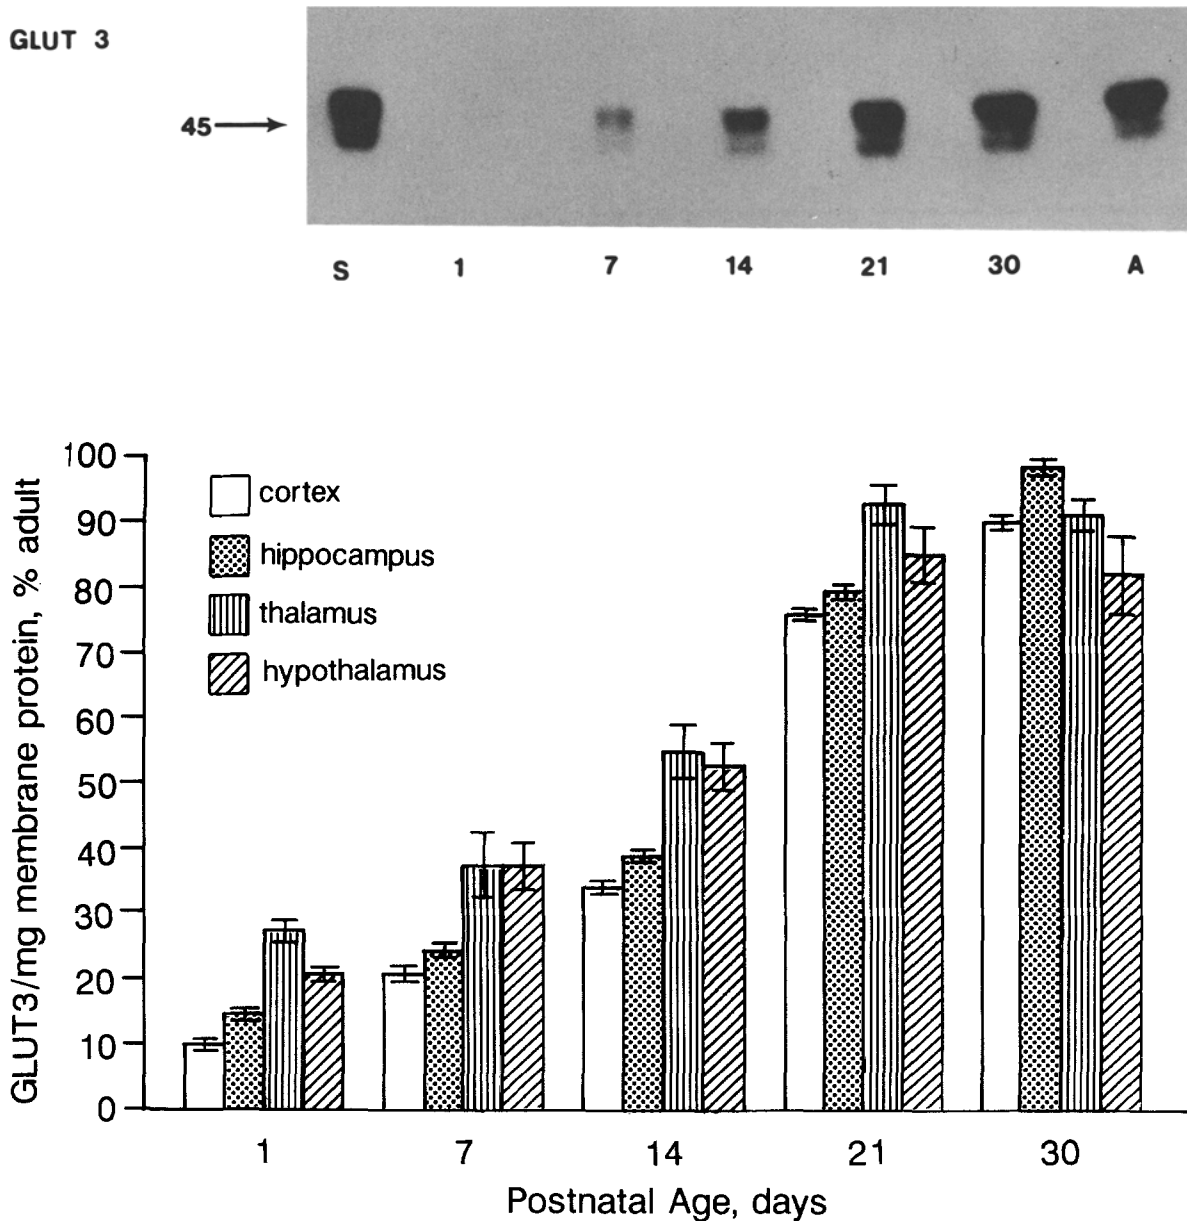 GLUT 3
45
S 1 7 14 21 30 A
GLUT3/mg membrane protein, % adult
100
90
80
70
60
50
40
30
20
10
0
cortex
hippocampus
thalamus
hypothalamus
1 7 14 21 30
Postnatal Age, days